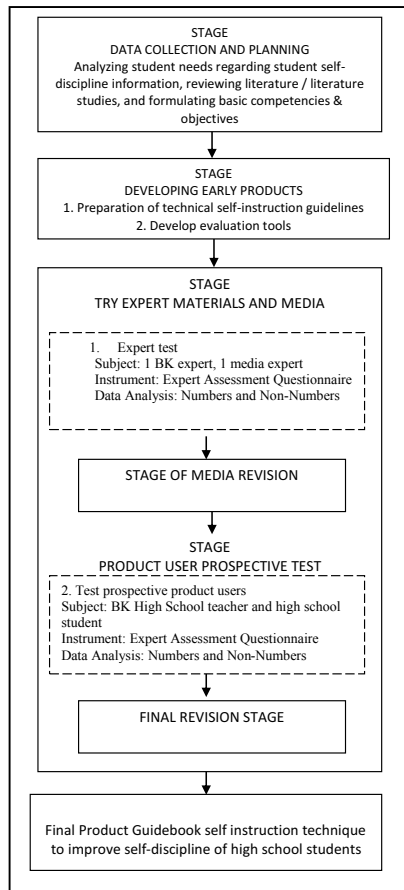 STAGE
DATA COLLECTION AND PLANNING
Analyzing student needs regarding student self-
discipline information, reviewing literature / literature
studies, and formulating basic competencies &
objectives
STAGE
DEVELOPING EARLY PRODUCTS
1. Preparation of technical self-instruction guidelines
2. Develop evaluation tools
STAGE
TRY EXPERT MATERIALS AND MEDIA
1. Expert test
Subject: 1 BK expert, 1 media expert
Instrument: Expert Assessment Questionnaire
Data Analysis: Numbers and Non-Numbers
STAGE OF MEDIA REVISION
STAGE
PRODUCT USER PROSPECTIVE TEST
2. Test prospective product users
Subject: BK High School teacher and high school
student
Instrument: Expert Assessment Questionnaire
Data Analysis: Numbers and Non-Numbers
FINAL REVISION STAGE
Final Product Guidebook self instruction technique
to improve self-discipline of high school students